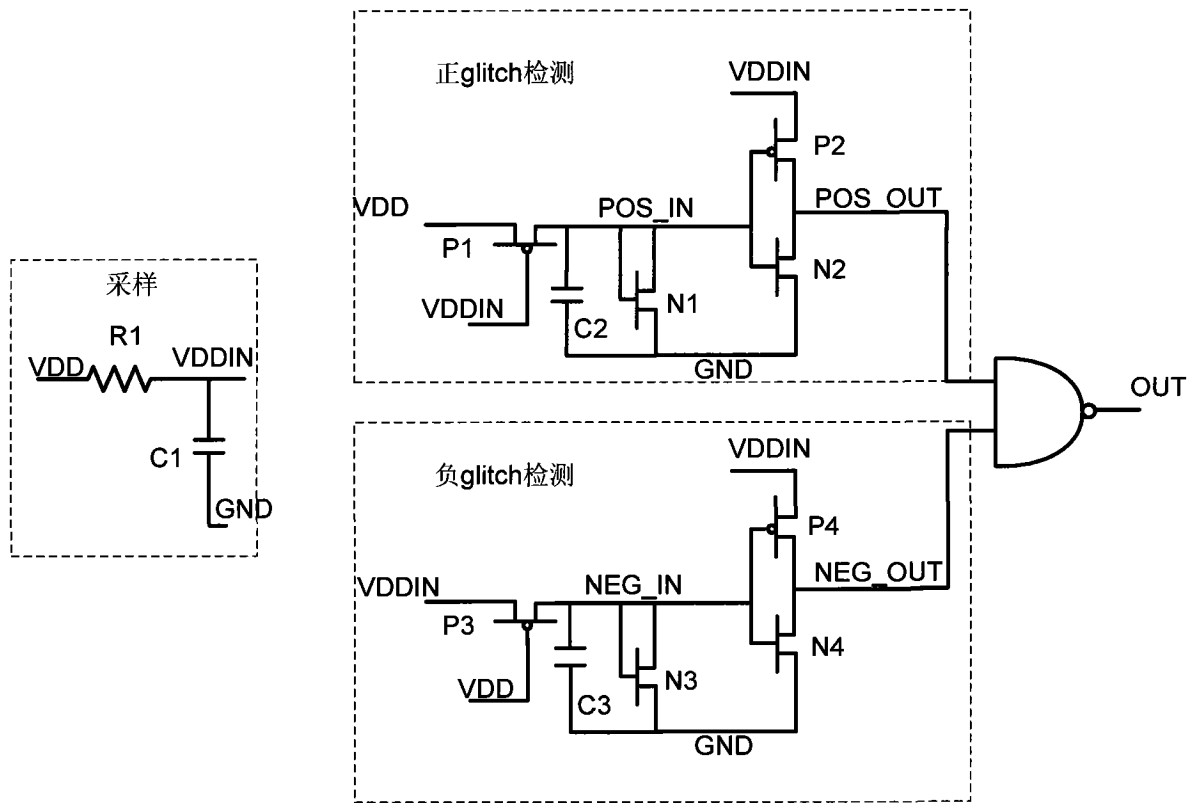 采样
R1
VDD
VDDIN
C1
GND
正glitch检测
VDDIN
P2
VDD
POS_IN
POS_OUT
P1
N2
VDDIN
C2
N1
GND
OUT
负glitch检测
VDDIN
P4
VDDIN
NEG_IN
NEG_OUT
P3
N4
VDD
C3
N3
GND